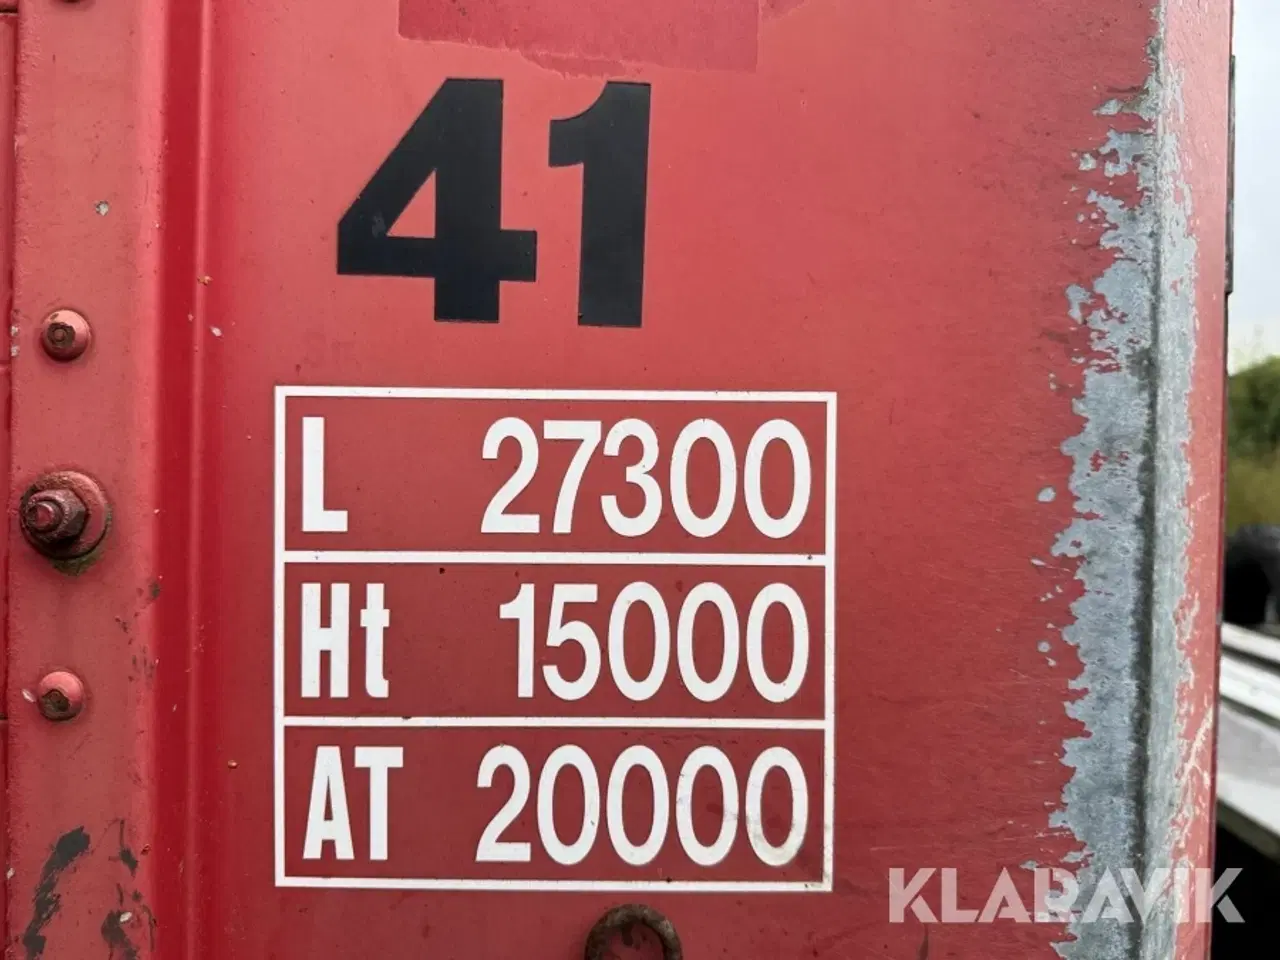 41
L 27300
Ht 15000
AT 20000
KLARAVIK